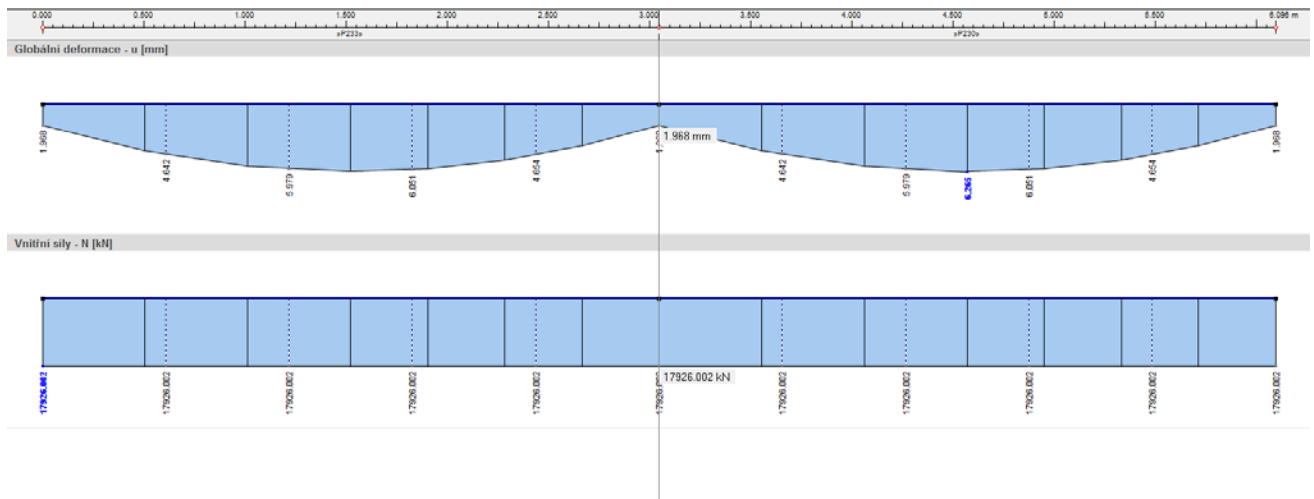 0.000 0.500 1.000 1.500 2.000 2.500 3.000 3.500 4.000 4.500 5.000 5.500 6.096 m
»P233» »P230»
Globální deformace - u [mm]
1.968 4.642 5.979 6.051 4.654 1.968 mm 4.642 5.979 6.265 6.051 4.654 1.968
Vnitřní síly - N [kN]
17926.002 17926.002 17926.002 17926.002 17926.002 17926.002 kN 17926.002 17926.002 17926.002 17926.002 17926.002